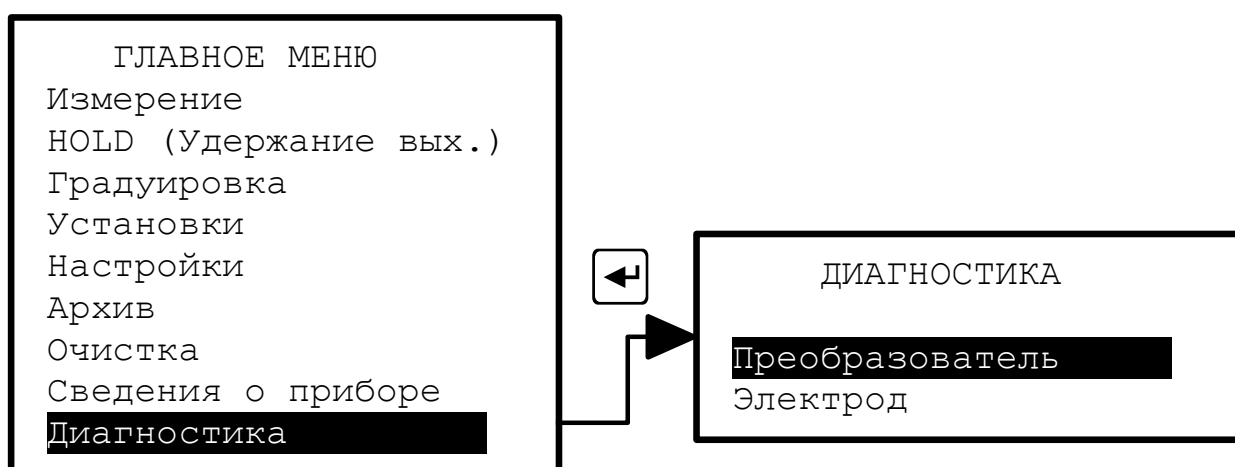 ГЛАВНОЕ МЕНЮ
Измерение
HOLD (Удержание вых.)
Градуировка
Установки
Настройки
Архив
Очистка
Сведения о приборе
Диагностика
ДИАГНОСТИКА
Преобразователь
Электрод